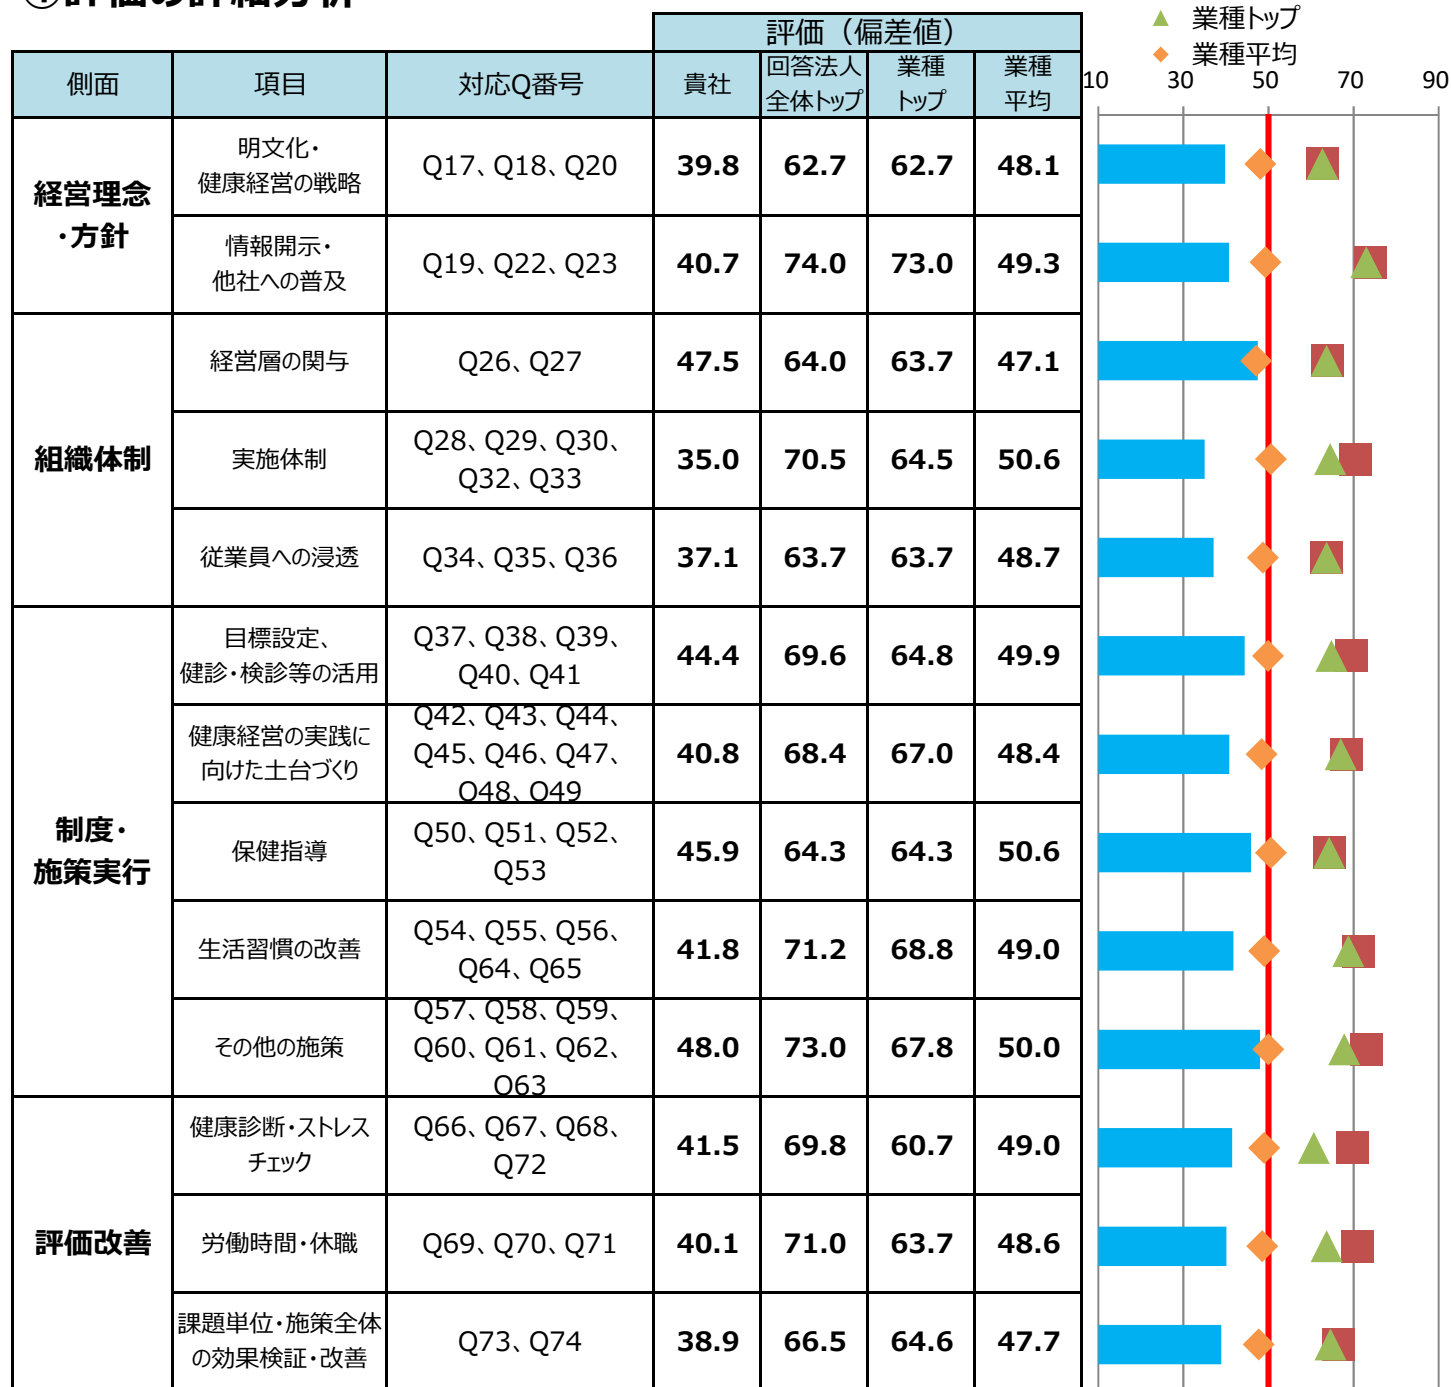 ①評価の詳細分析
▲ 業種トップ
◆ 業種平均
評価（偏差値）
側面 項目 対応Q番号 貴社 回答法人 業種 業種
全体トップ トップ 平均
10 30 50 70 90
経営理念
・方針
明文化・
健康経営の戦略
Q17、Q18、Q20 39.8 62.7 62.7 48.1
情報開示・
他社への普及
Q19、Q22、Q23 40.7 74.0 73.0 49.3
組織体制
経営層の関与 Q26、Q27 47.5 64.0 63.7 47.1
実施体制
Q28、Q29、Q30、
Q32、Q33
35.0 70.5 64.5 50.6
従業員への浸透 Q34、Q35、Q36 37.1 63.7 63.7 48.7
制度・
施策実行
目標設定、
健診・検診等の活用
Q37、Q38、Q39、
Q40、Q41
44.4 69.6 64.8 49.9
健康経営の実践に
向けた土台づくり
Q42、Q43、Q44、
Q45、Q46、Q47、
Q48、Q49
40.8 68.4 67.0 48.4
保健指導
Q50、Q51、Q52、
Q53
45.9 64.3 64.3 50.6
生活習慣の改善
Q54、Q55、Q56、
Q64、Q65
41.8 71.2 68.8 49.0
その他の施策
Q57、Q58、Q59、
Q60、Q61、Q62、
Q63
48.0 73.0 67.8 50.0
評価改善
健康診断・ストレス
チェック
Q66、Q67、Q68、
Q72
41.5 69.8 60.7 49.0
労働時間・休職 Q69、Q70、Q71 40.1 71.0 63.7 48.6
課題単位・施策全体
の効果検証・改善
Q73、Q74 38.9 66.5 64.6 47.7